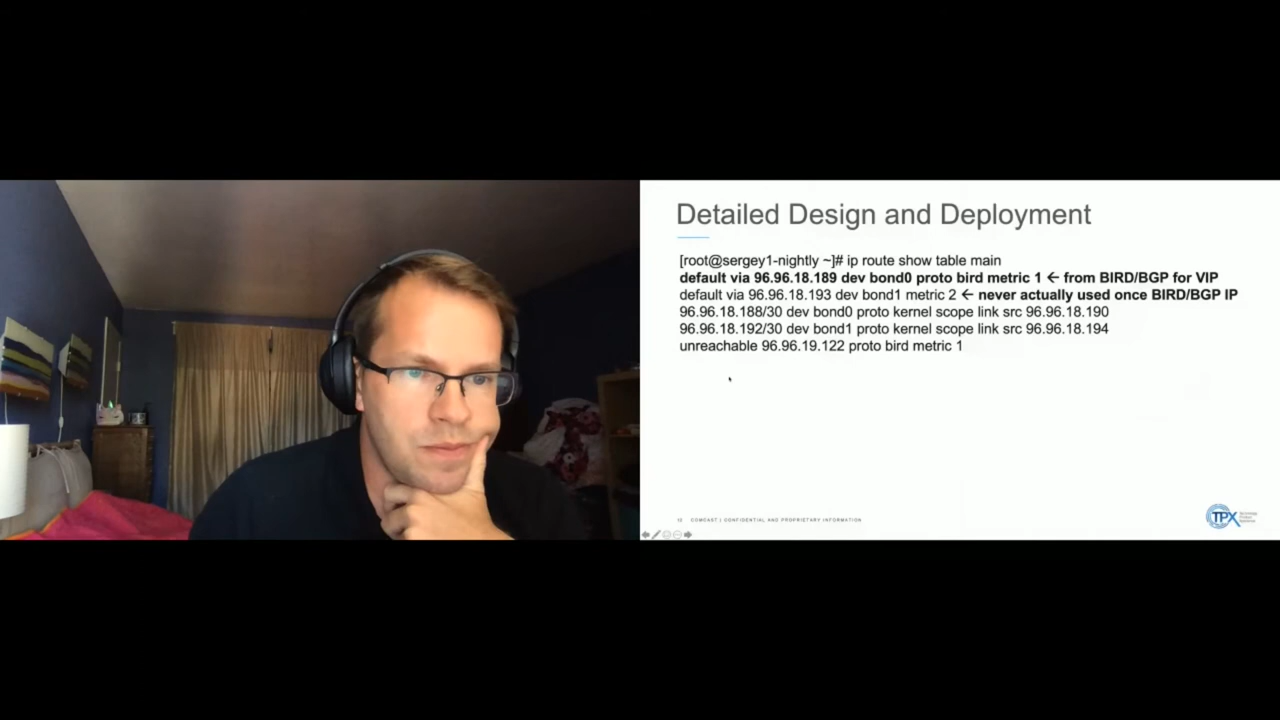 Detailed Design and Deployment
[root@sergey1-nightly ~]# ip route show table main
default via 96.96.18.189 dev bond0 proto bird metric 1 ← from BIRD/BGP for VIP
default via 96.96.18.193 dev bond1 metric 2 ← never actually used once BIRD/BGP IP
96.96.18.188/30 dev bond0 proto kernel scope link src 96.96.18.190
96.96.18.192/30 dev bond1 proto kernel scope link src 96.96.18.194
unreachable 96.96.19.122 proto bird metric 1
COMCAST | CONFIDENTIAL AND PROPRIETARY INFORMATION
TPX